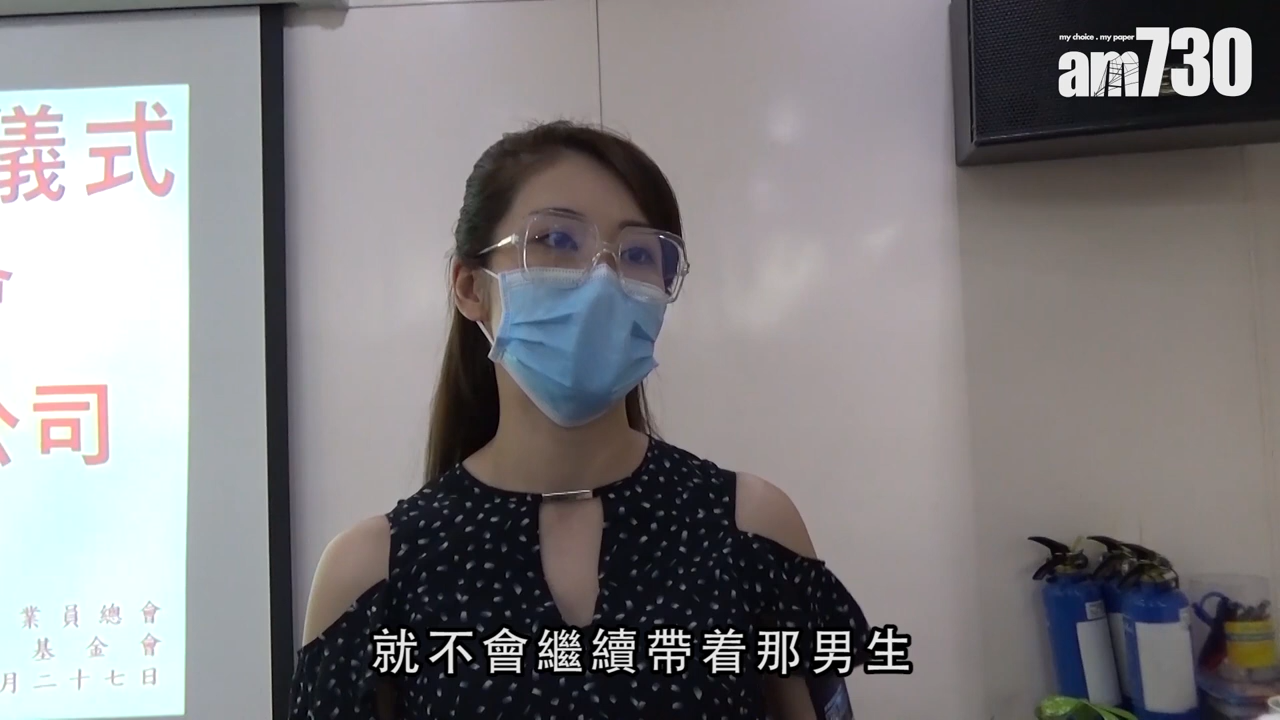 my choice . my paper
am730
儀式
公司
業員總會
基金會
月二十七日
就不會繼續帶着那男生